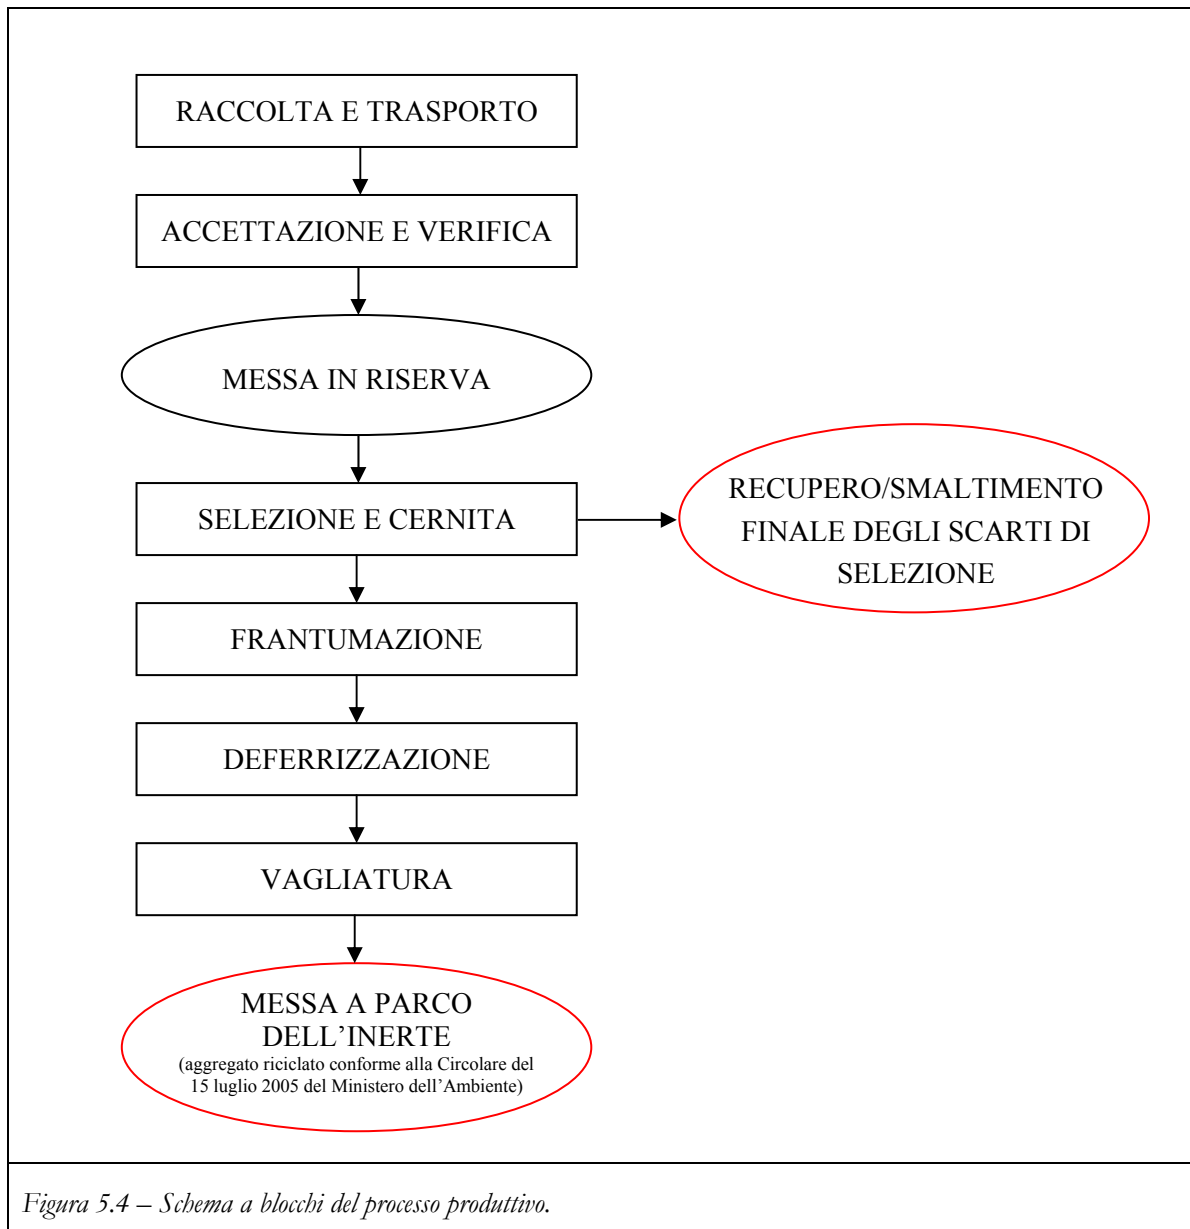 RACCOLTA E TRASPORTO
ACCETTAZIONE E VERIFICA
MESSA IN RISERVA
SELEZIONE E CERNITA
RECUPERO/SMALTIMENTO
FINALE DEGLI SCARTI DI
SELEZIONE
FRANTUMAZIONE
DEFERRIZZAZIONE
VAGLIATURA
MESSA A PARCO
DELL’INERTE
(aggregato riciclato conforme alla Circolare del
15 luglio 2005 del Ministero dell’Ambiente)
Figura 5.4 – Schema a blocchi del processo produttivo.